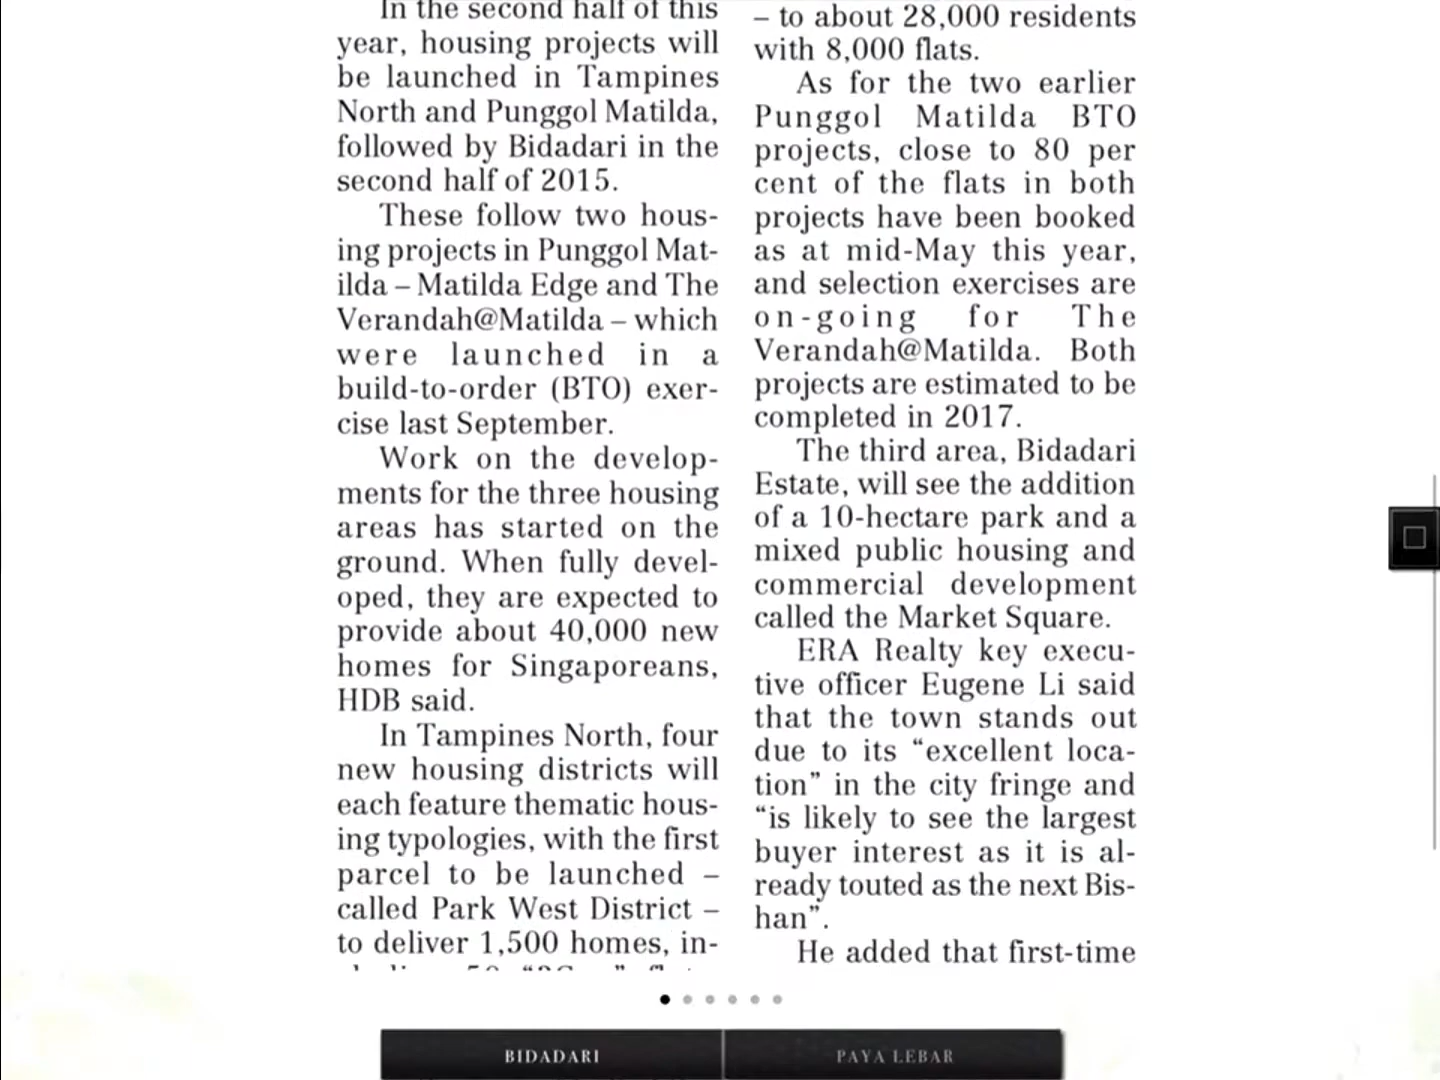 In the second half of this
year, housing projects will
be launched in Tampines
North and Punggol Matilda,
followed by Bidadari in the
second half of 2015.
These follow two hous-
ing projects in Punggol Mat-
ilda – Matilda Edge and The
Verandah@Matilda – which
were launched in a
build-to-order (BTO) exer-
cise last September.
Work on the develop-
ments for the three housing
areas has started on the
ground. When fully devel-
oped, they are expected to
provide about 40,000 new
homes for Singaporeans,
HDB said.
In Tampines North, four
new housing districts will
each feature thematic hous-
ing typologies, with the first
parcel to be launched –
called Park West District –
to deliver 1,500 homes, in-
– to about 28,000 residents
with 8,000 flats.
As for the two earlier
Punggol Matilda BTO
projects, close to 80 per
cent of the flats in both
projects have been booked
as at mid-May this year,
and selection exercises are
on-going for The
Verandah@Matilda. Both
projects are estimated to be
completed in 2017.
The third area, Bidadari
Estate, will see the addition
of a 10-hectare park and a
mixed public housing and
commercial development
called the Market Square.
ERA Realty key execu-
tive officer Eugene Li said
that the town stands out
due to its “excellent loca-
tion” in the city fringe and
“is likely to see the largest
buyer interest as it is al-
ready touted as the next Bis-
han”.
He added that first-time
BIDADARI
PAYA LEBAR